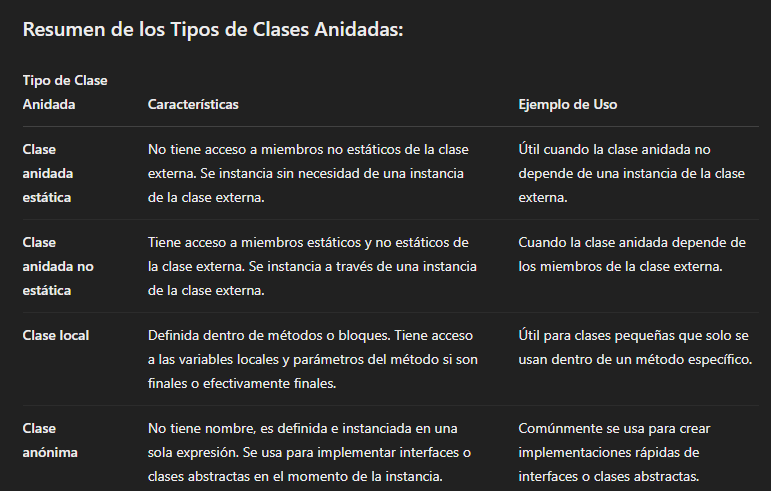 Resumen de los Tipos de Clases Anidadas:
Tipo de Clase
Anidada
Características
Ejemplo de Uso
Clase
anidada
estática
No tiene acceso a miembros no estáticos de la clase
externa. Se instancia sin necesidad de una instancia
de la clase externa.
Útil cuando la clase anidada no
depende de una instancia de la clase
externa.
Clase
anidada no
estática
Tiene acceso a miembros estáticos y no estáticos de
la clase externa. Se instancia a través de una instancia
de la clase externa.
Cuando la clase anidada depende de
los miembros de la clase externa.
Clase local
Definida dentro de métodos o bloques. Tiene acceso
a las variables locales y parámetros del método si son
finales o efectivamente finales.
Útil para clases pequeñas que solo se
usan dentro de un método específico.
Clase
anónima
No tiene nombre, es definida e instanciada en una
sola expresión. Se usa para implementar interfaces o
clases abstractas en el momento de la instancia.
Comúnmente se usa para crear
implementaciones rápidas de
interfaces o clases abstractas.